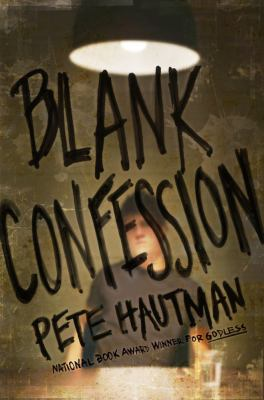 BLANK
CONFESSION
PETE HAUTMAN
NATIONAL BOOK AWARD WINNER FOR GODLESS